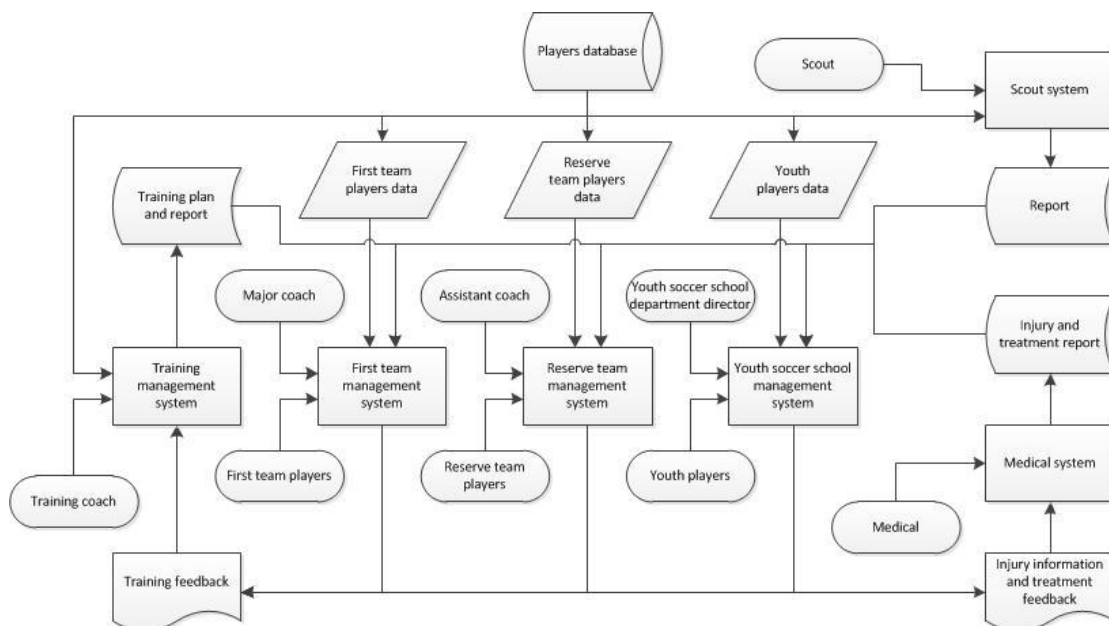 Players database
Scout
Scout system
First team
players data
Reserve
team players
data
Youth
players data
Training plan
and report
Report
Major coach
Assistant coach
Youth soccer school
department director
Injury and
treatment report
Training
management
system
First team
management
system
Reserve team
management
system
Youth soccer school
management
system
Medical system
First team players
Reserve team
players
Youth players
Training coach
Medical
Training feedback
Injury information
and treatment
feedback